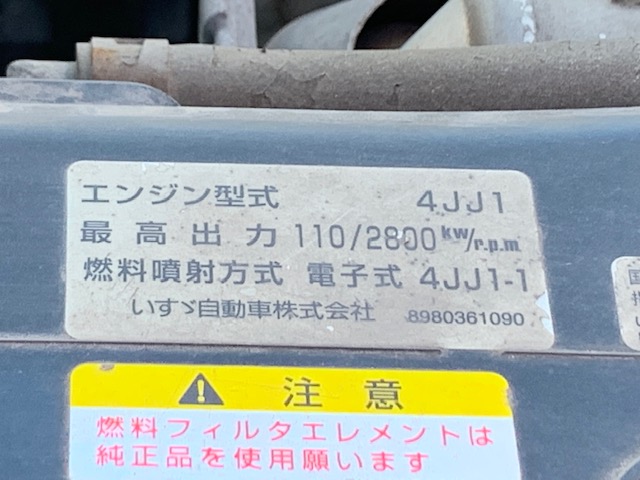 エンジン型式 4JJ1
最高出力 110/2800 kw/r.p.m
燃料噴射方式 電子式 4JJ1-1
いすゞ自動車株式会社 8980361090
注意
燃料フィルタエレメントは
純正品を使用願います